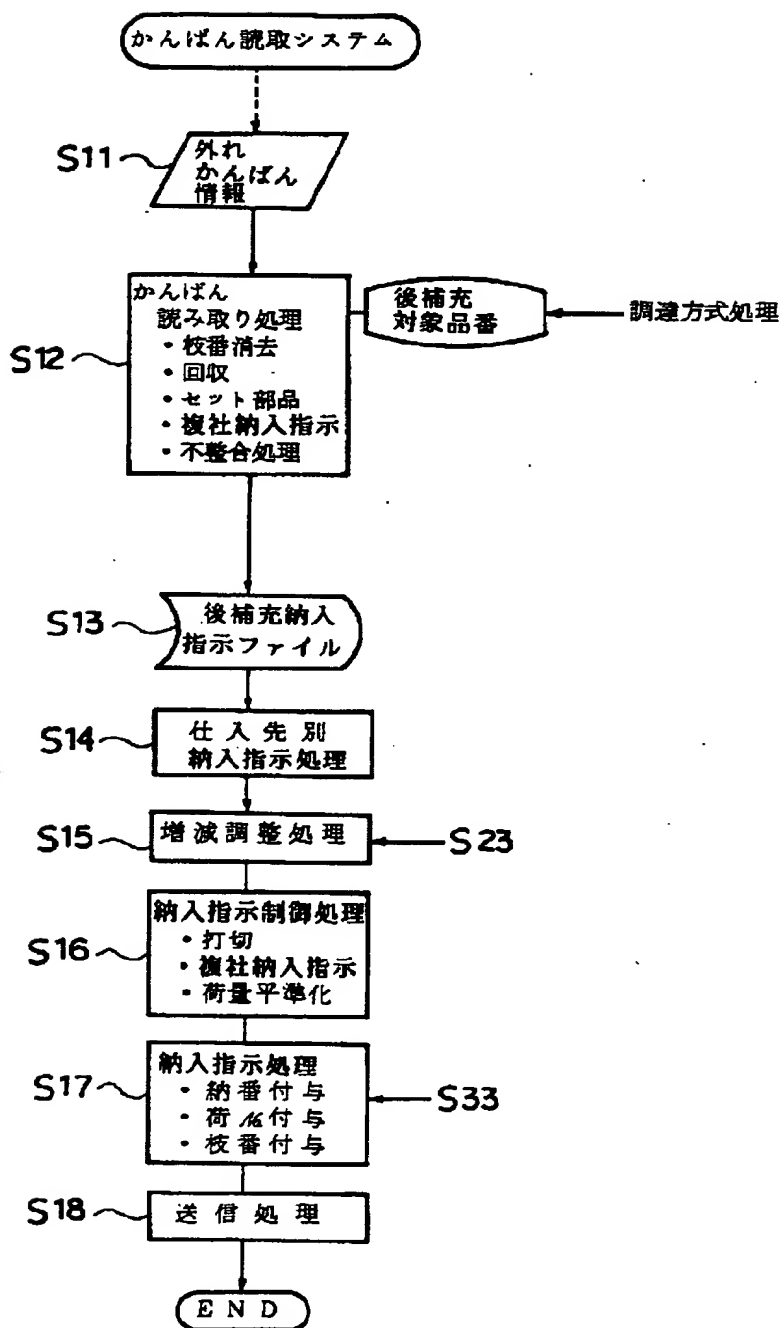 かんばん読取システム
S11
外れ
かんばん
情報
かんばん
読み取り処理
・枝番消去
・回収
・セット部品
・複社納入指示
・不整合処理
S12
後補充
対象品番
調達方式処理
S13
後補充納入
指示ファイル
S14
仕入先別
納入指示処理
S15
増減調整処理
S23
S16
納入指示制御処理
・打切
・複社納入指示
・荷量平準化
S17
納入指示処理
・納番付与
・荷№付与
・枝番付与
S33
S18
送信処理
END